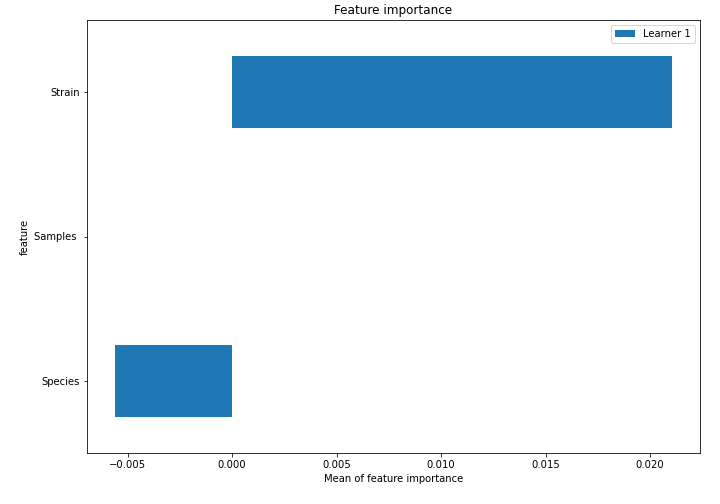 Feature importance
Learner 1
Strain
Samples
Species
feature
−0.005 0.000 0.005 0.010 0.015 0.020
Mean of feature importance